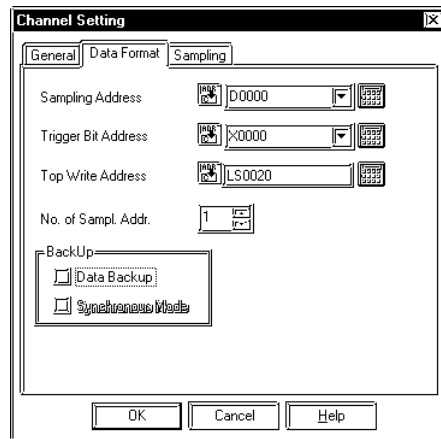 Channel Setting
General Data Format Sampling
Sampling Address D0000
Trigger Bit Address X0000
Top Write Address LS0020
No. of Sampl. Addr. 1
BackUp
Data Backup
Synchronous Mode
OK Cancel Help